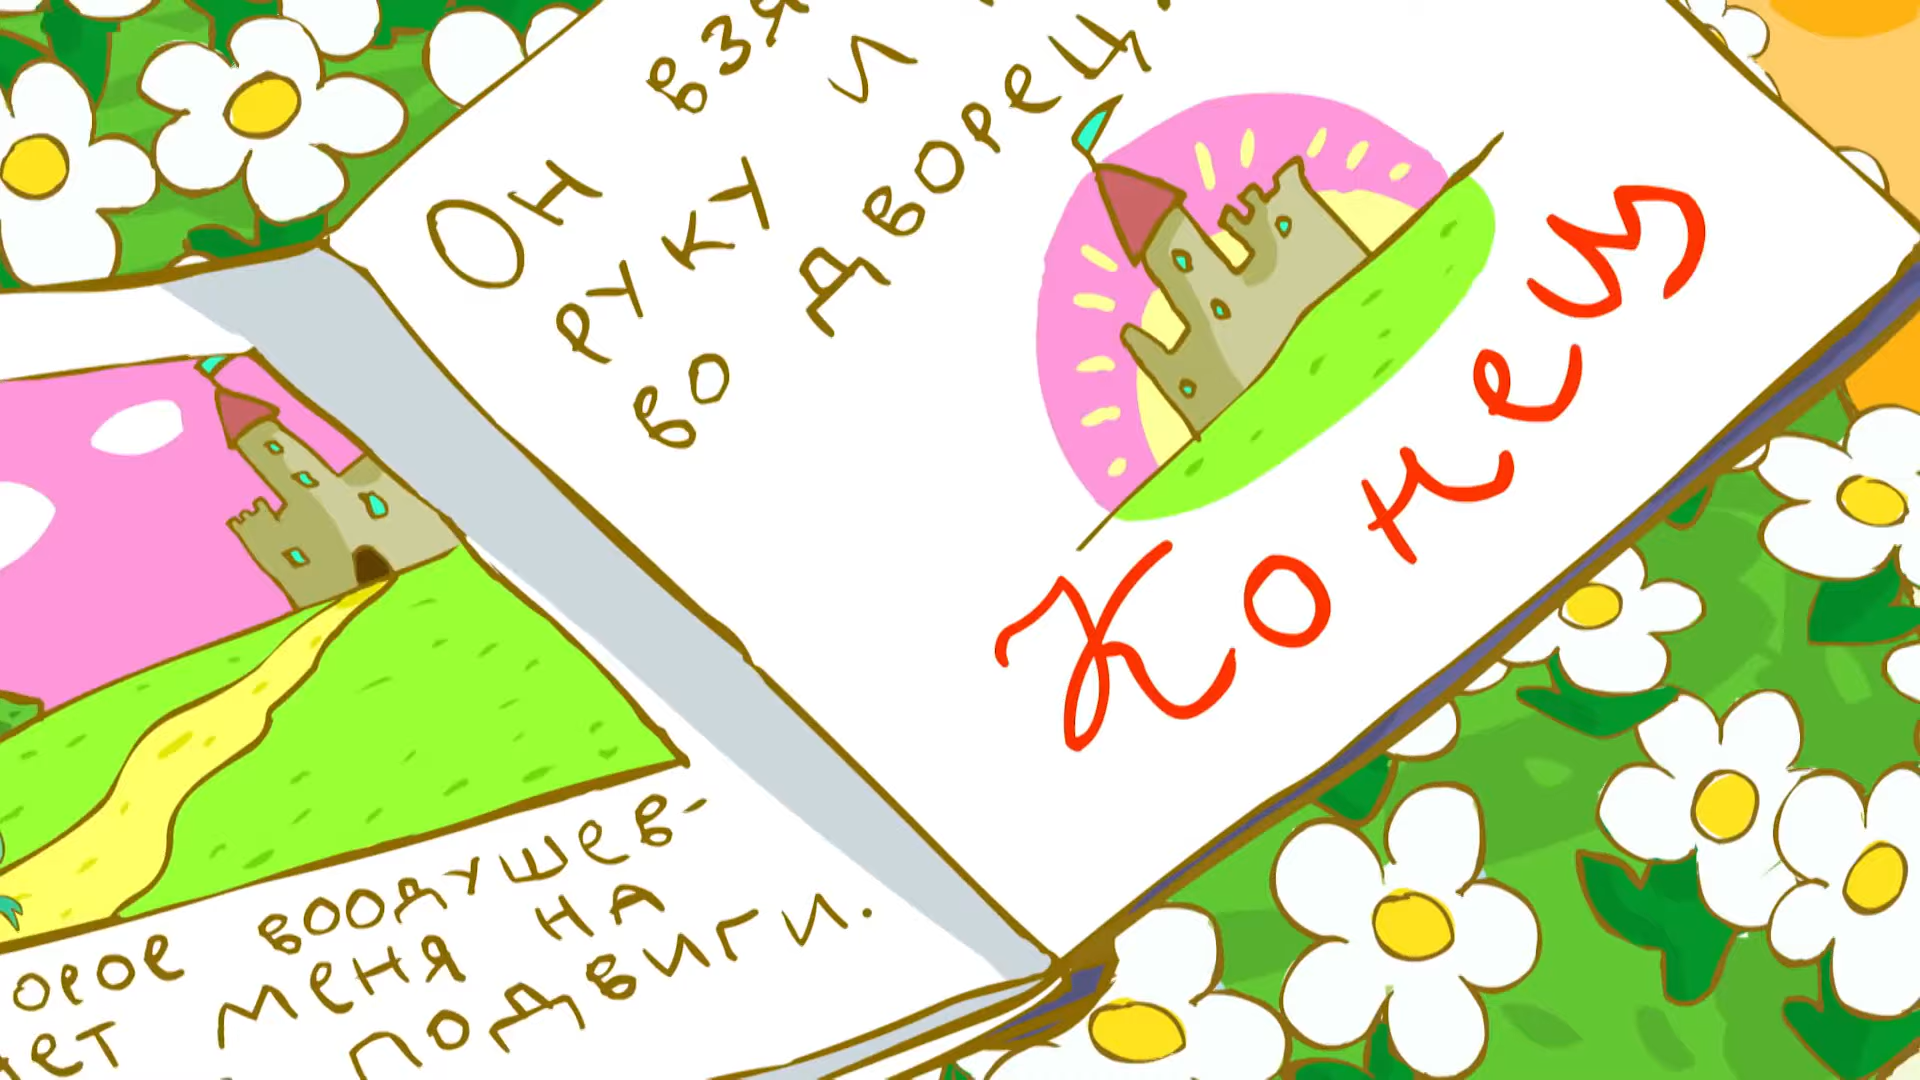 орое воодушев-
ет меня на
подвиги.
Он взя
руку и
во дворец.
Конец